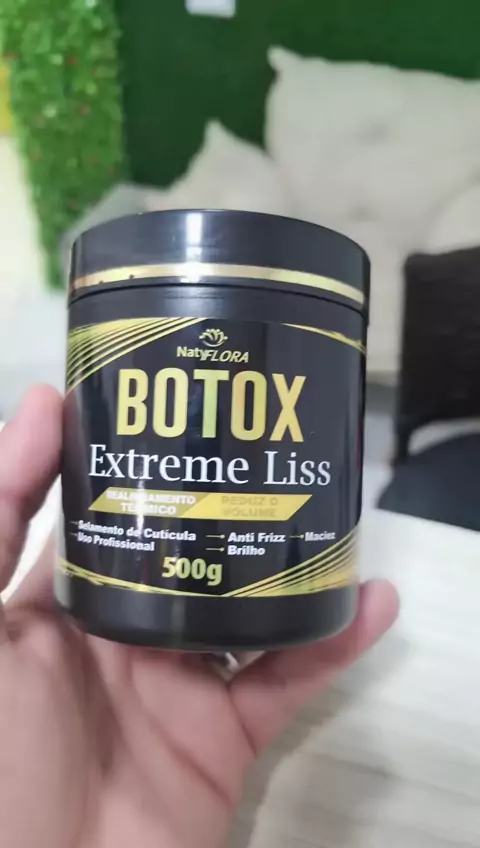 NatyFLORA
BOTOX
Extreme Liss
REALINHAMENTO TÉRMICO
REDUZ O VOLUME
Selamento de Cutícula
Uso Profissional
Anti Frizz
Brilho
Maciez
500g